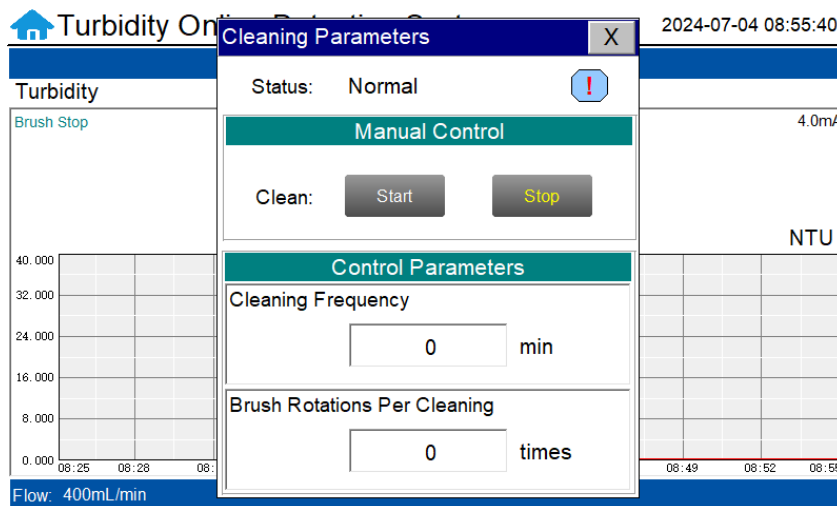 Turbidity On
2024-07-04 08:55:40
Cleaning Parameters
X
Turbidity
Status: Normal
!
Brush Stop
4.0mA
Manual Control
Clean: Start Stop
NTU
Control Parameters
40.000
Cleaning Frequency
32.000
0 min
24.000
16.000
Brush Rotations Per Cleaning
8.000
0 times
0.000
08:25 08:28 08: 08:49 08:52 08:55
Flow: 400mL/min